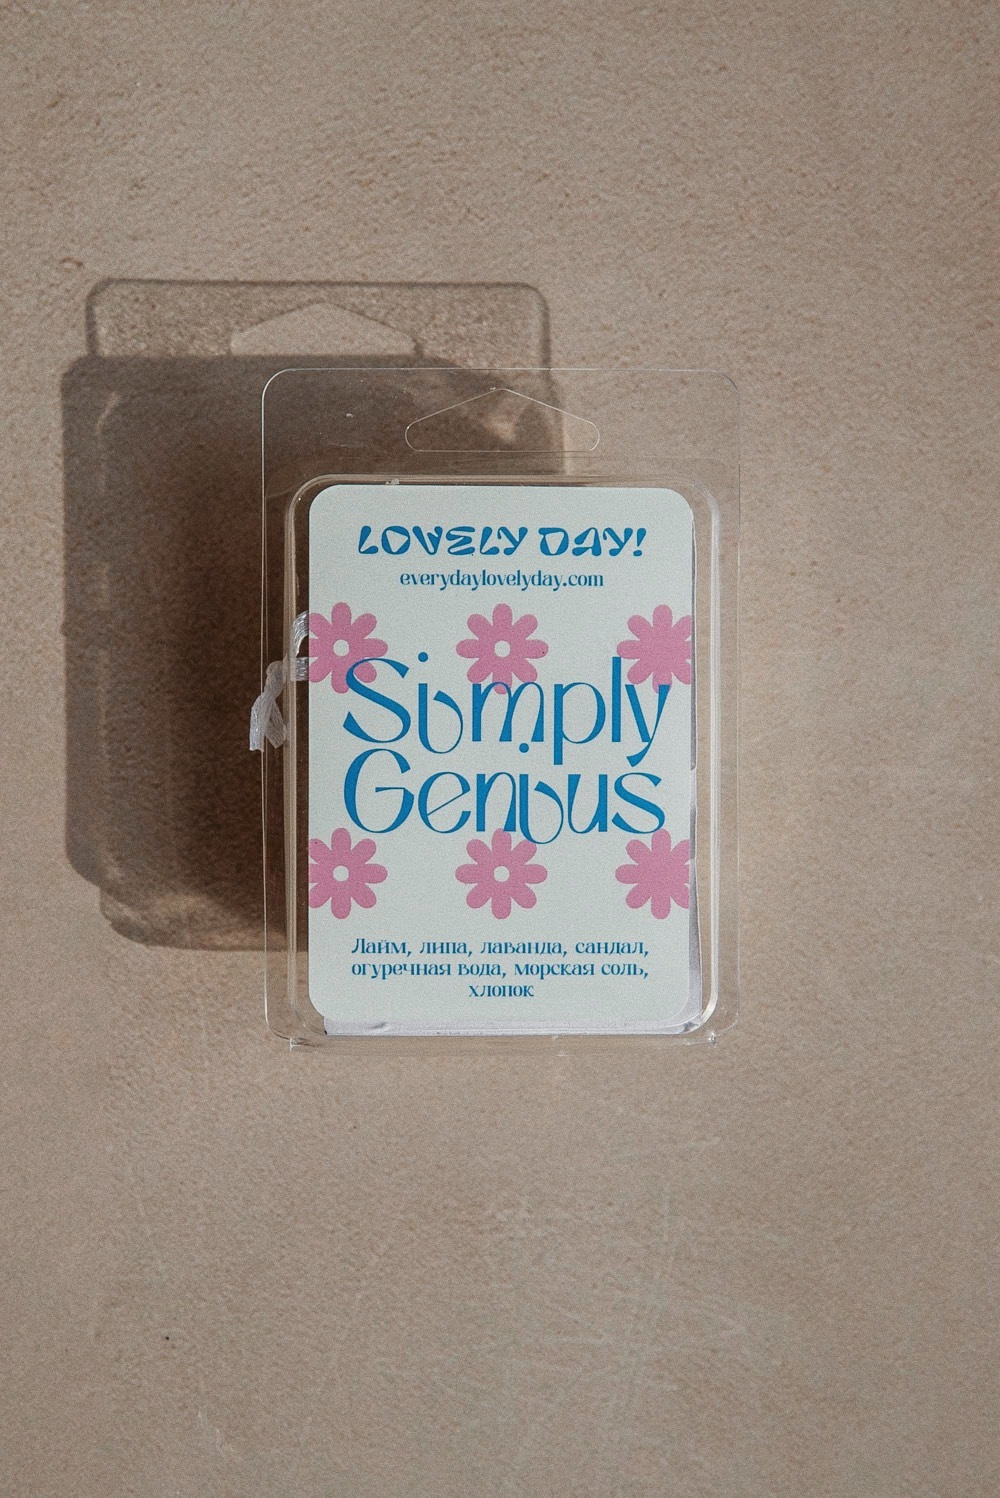 LOVELY DAY!
everydaylovelyday.com
Simply
Genius
Лайм, липа, лаванда, сандал,
огуречная вода, морская соль,
хлопок